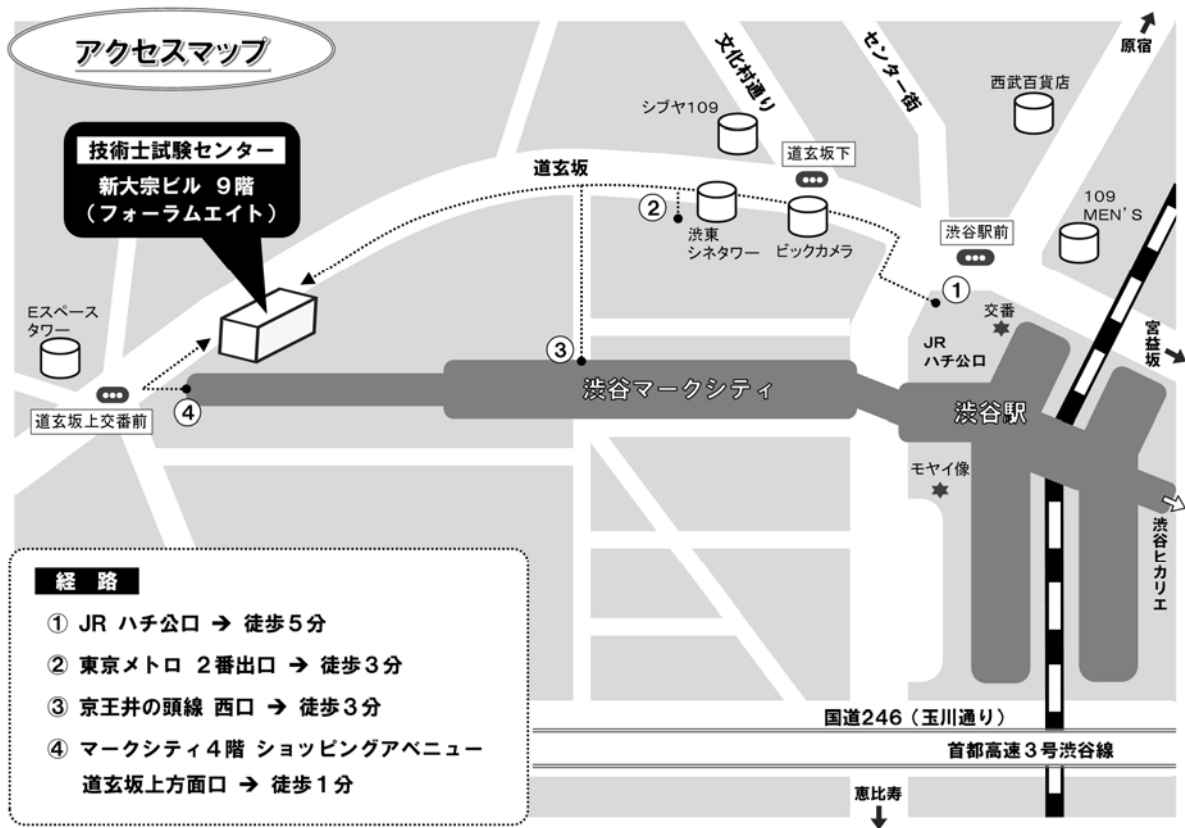 アクセスマップ
技術士試験センター
新大宗ビル 9階
(フォーラムエイト)
文化村通り
センター街
原宿
西武百貨店
シブヤ109
道玄坂下
道玄坂
②
渋東
シネタワー
ビックカメラ
渋谷駅前
109
MEN'S
①
交番
JR
ハチ公口
宮益坂
Eスペース
タワー
道玄坂上交番前
④
③
渋谷マークシティ
渋谷駅
モヤイ像
渋谷ヒカリエ
経 路
① JR ハチ公口 → 徒歩5分
② 東京メトロ 2番出口 → 徒歩3分
③ 京王井の頭線 西口 → 徒歩3分
④ マークシティ4階 ショッピングアベニュー
道玄坂上方面口 → 徒歩1分
国道246(玉川通り)
首都高速3号渋谷線
恵比寿